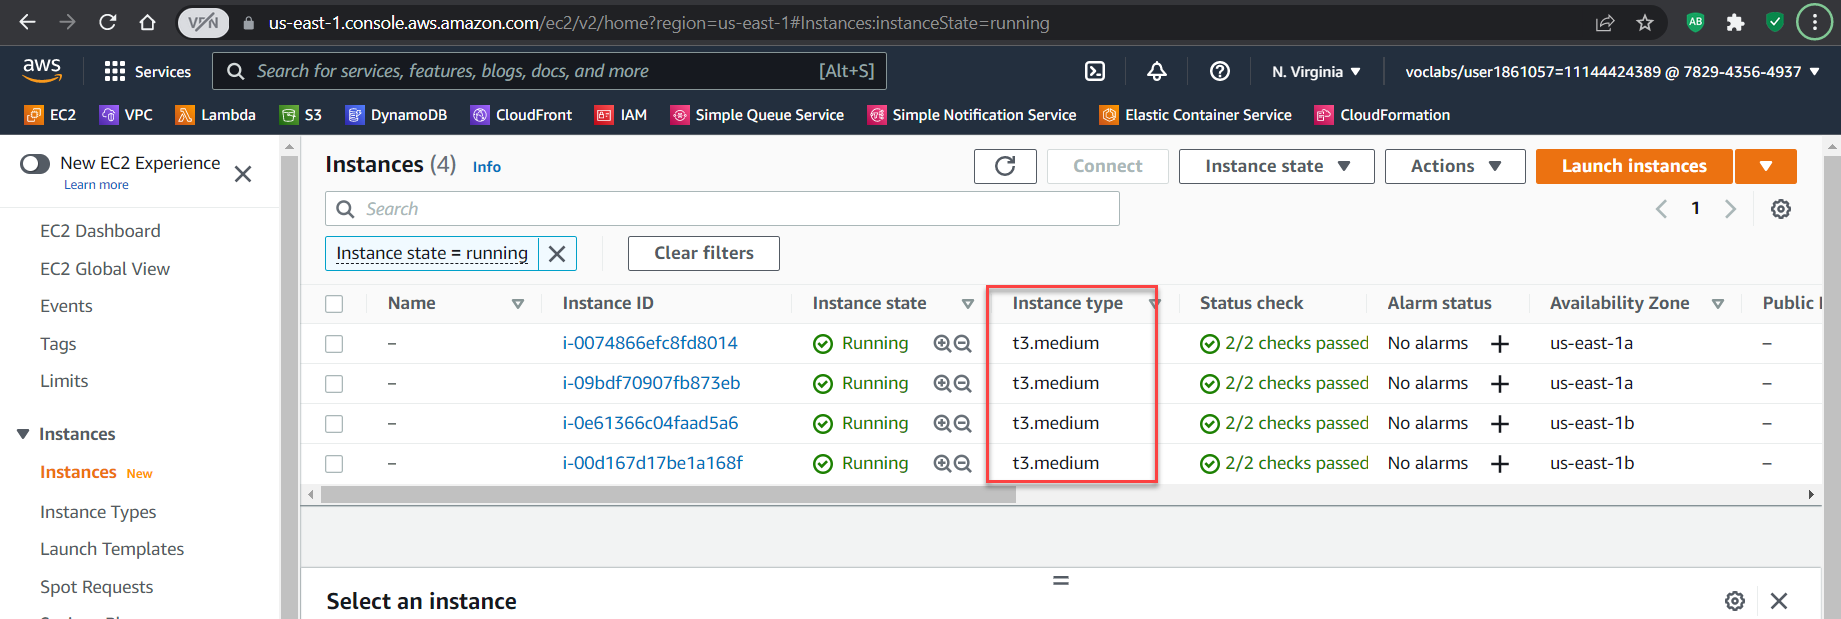 VPN us-east-1.console.aws.amazon.com/ec2/v2/home?region=us-east-1#Instances:instanceState=running AB
aws Services Search for services, features, blogs, docs, and more [Alt+S] N. Virginia voclabs/user1861057=11144424389 @ 7829-4356-4937
EC2 VPC Lambda S3 DynamoDB CloudFront IAM Simple Queue Service Simple Notification Service Elastic Container Service CloudFormation
New EC2 Experience
Learn more
EC2 Dashboard
EC2 Global View
Events
Tags
Limits
Instances
Instances New
Instance Types
Launch Templates
Spot Requests
Instances (4) Info Connect Instance state Actions Launch instances
Search 1
Instance state = running Clear filters
Name Instance ID Instance state Instance type Status check Alarm status Availability Zone Public
– i-0074866efc8fd8014 Running t3.medium 2/2 checks passed No alarms + us-east-1a –
– i-09bdf70907fb873eb Running t3.medium 2/2 checks passed No alarms + us-east-1a –
– i-0e61366c04faad5a6 Running t3.medium 2/2 checks passed No alarms + us-east-1b –
– i-00d167d17be1a168f Running t3.medium 2/2 checks passed No alarms + us-east-1b –
Select an instance